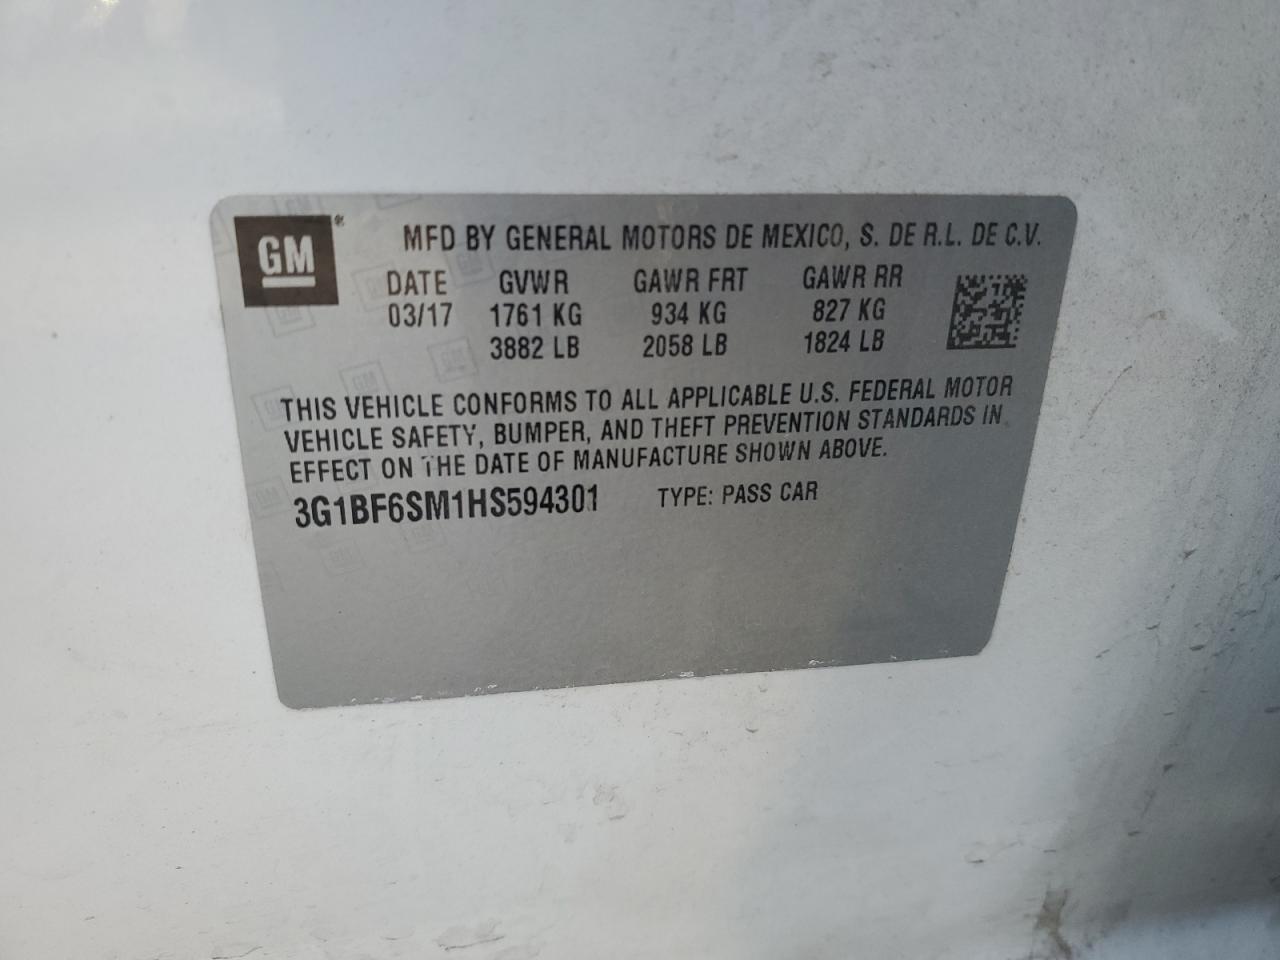 GM
MFD BY GENERAL MOTORS DE MEXICO, S. DE R.L. DE C.V.
DATE GVWR GAWR FRT GAWR RR
03/17 1761 KG 934 KG 827 KG
3882 LB 2058 LB 1824 LB
THIS VEHICLE CONFORMS TO ALL APPLICABLE U.S. FEDERAL MOTOR
VEHICLE SAFETY, BUMPER, AND THEFT PREVENTION STANDARDS IN
EFFECT ON THE DATE OF MANUFACTURE SHOWN ABOVE.
3G1BF6SM1HS594301 TYPE: PASS CAR